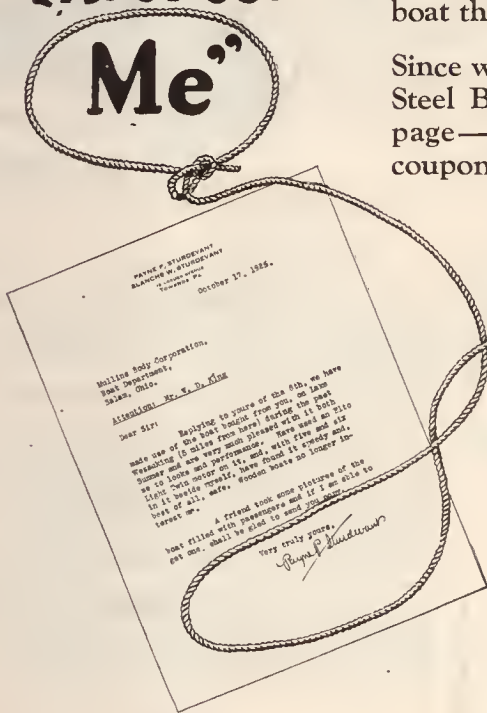 Me”
boat th
Since w
Steel B
page—
coupon
PAYNE P. STURDEVANT
BLANCHE W. STURDEVANT
AVENUE
TOWANDA PA.
October 17, 1925.
Mullins Body Corporation,
Boat Department,
Salem, Ohio.
Attention: Mr. W. D. King
Dear Sir:
Replying to yours of the 8th, we have
made use of the boat bought from you, on Lake
Wesauking (5 miles from here) during the past
Summer and are very much pleased with it both
as to looks and performance. Have used an Elto
Light Twin motor on it, and, with five and six
in it beside myself, have found it speedy and,
best of all, safe. Wooden boats no longer in-
terest me.
A friend took some pictures of the
boat filled with passengers and if I am able to
get one, shall be glad to send you copy.
Very truly yours,
Payne P. Sturdevant